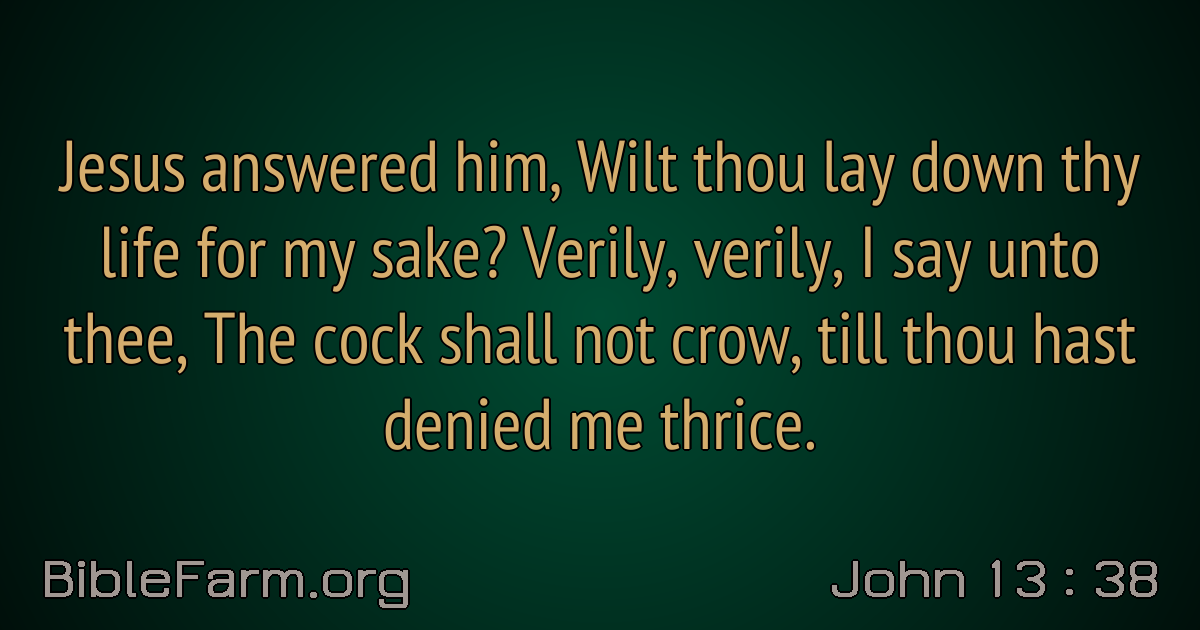 Jesus answered him, Wilt thou lay down thy
life for my sake? Verily, verily, I say unto
thee, The cock shall not crow, till thou hast
denied me thrice.
BibleFarm.org
John 13 : 38